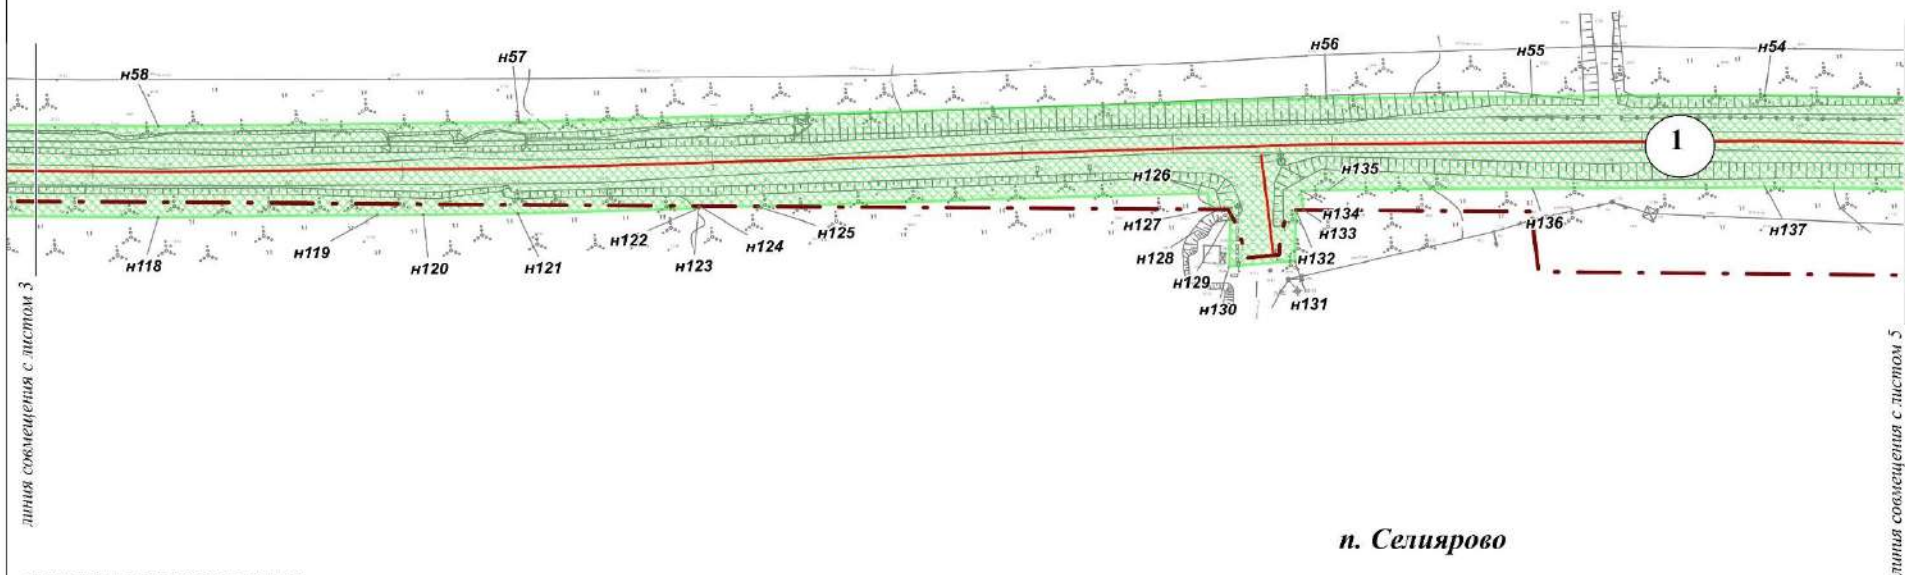 н58
н57
н56
н55
н54
1
н126
н135
н127
н134
н128
н133
н136
н137
н118
н119
н120
н121
н122
н123
н124
н125
н129
н132
н130
н131
линия совмещения с листом 3
линия совмещения с листом 5
п. Селиярово